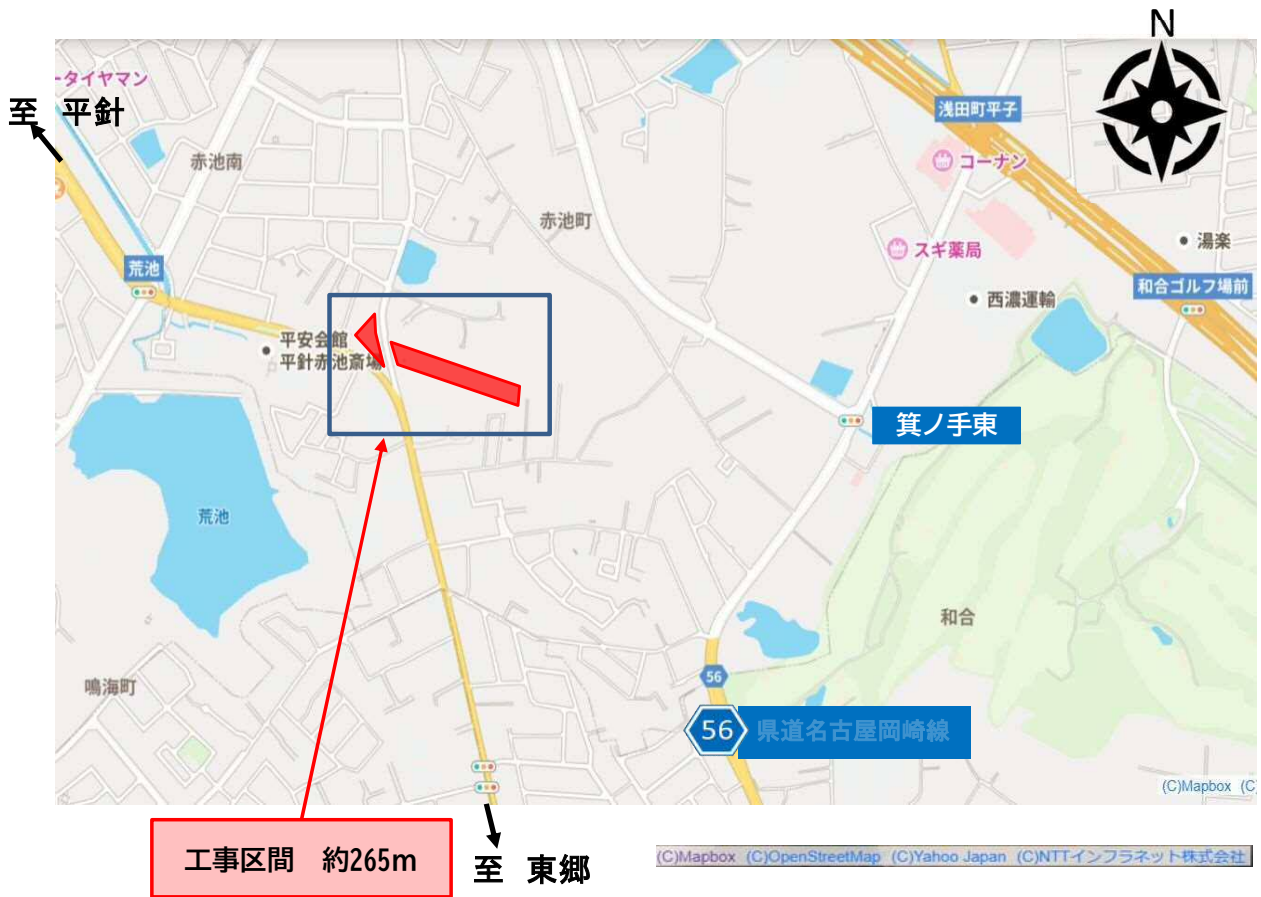 N
ータイヤマン
至 平針
浅田町平子
コーナン
赤池南
赤池町
スギ薬局
湯楽
荒池
西濃運輸
和合ゴルフ場前
平安会館
平針赤池斎場
箕ノ手東
荒池
和合
鳴海町
56
56 県道名古屋岡崎線
(C)Mapbox (C
工事区間 約265m
至 東郷
(C)Mapbox (C)OpenStreetMap (C)Yahoo Japan (C)NTTインフラネット株式会社